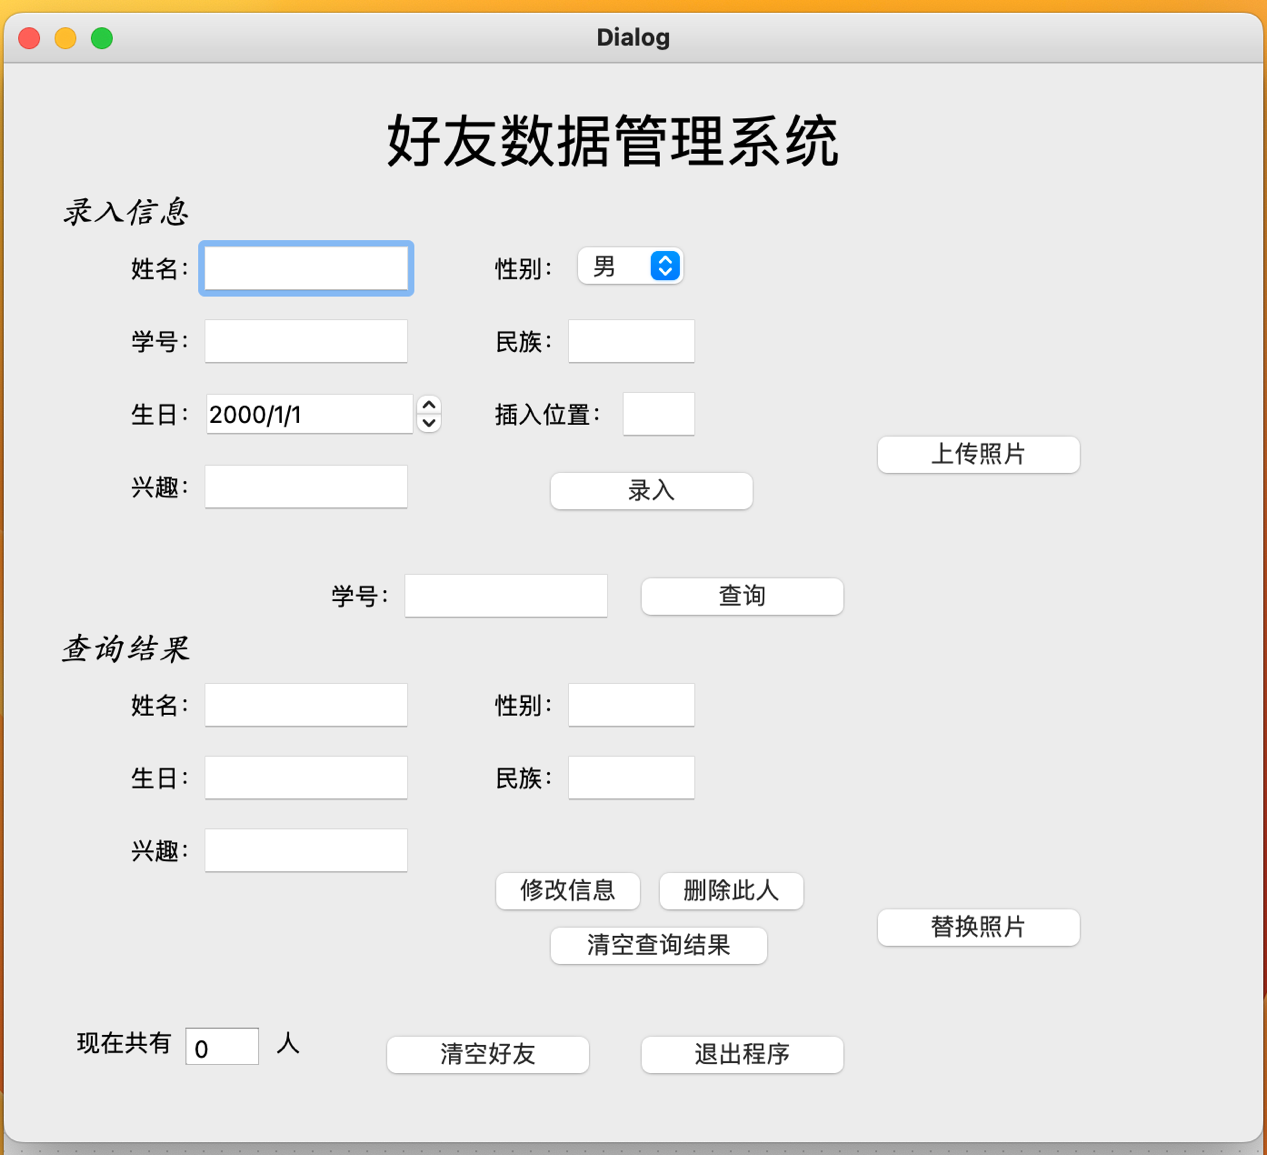 Dialog
好友数据管理系统
录入信息
姓名： 性别： 男
学号： 民族：
生日： 2000/1/1 插入位置：
上传照片
兴趣： 录入
学号： 查询
查询结果
姓名： 性别：
生日： 民族：
兴趣：
修改信息 删除此人
替换照片
清空查询结果
现在共有 0 人 清空好友 退出程序